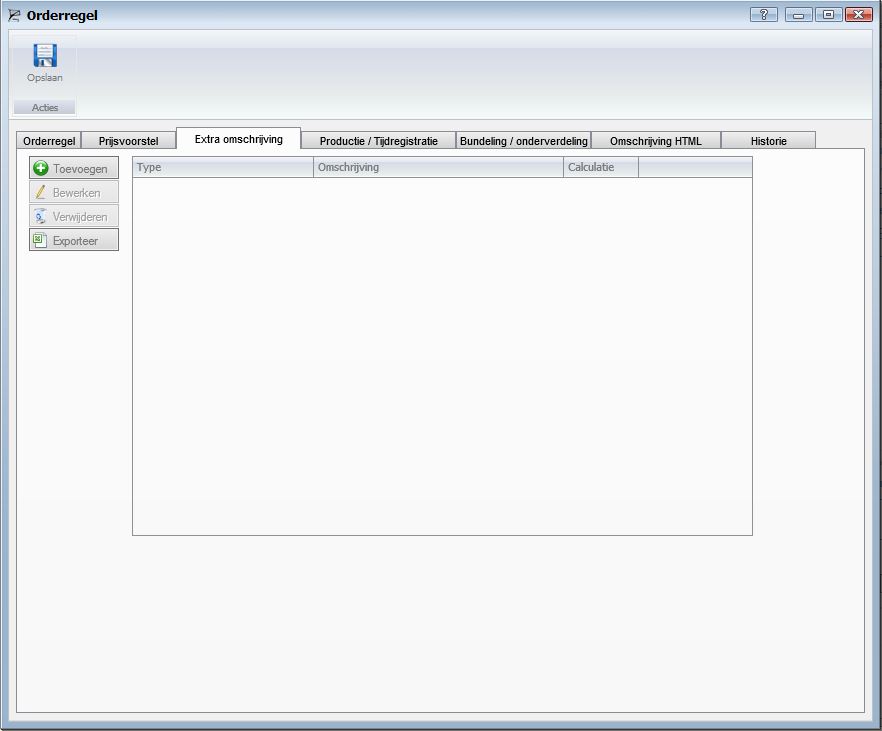 Orderregel
Opslaan
Acties
Orderregel Prijsvoorstel Extra omschrijving Productie / Tijdregistratie Bundeling / onderverdeling Omschrijving HTML Historie
Toevoegen
Bewerken
Verwijderen
Exporteer
Type Omschrijving Calculatie